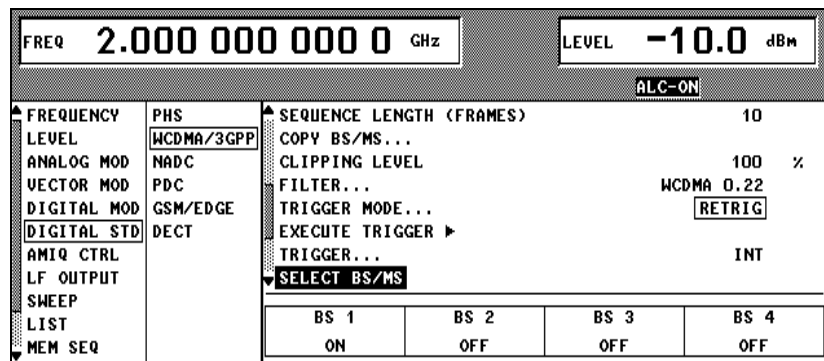 FREQ 2.000 000 000 0 GHz
LEVEL -10.0 dBm
ALC-ON
FREQUENCY
LEVEL
ANALOG MOD
VECTOR MOD
DIGITAL MOD
DIGITAL STD
AMIQ CTRL
LF OUTPUT
SWEEP
LIST
MEM SEQ
PHS
WCDMA/3GPP
NADC
PDC
GSM/EDGE
DECT
SEQUENCE LENGTH (FRAMES) 10
COPY BS/MS...
CLIPPING LEVEL 100 %
FILTER... WCDMA 0.22
TRIGGER MODE... RETRIG
EXECUTE TRIGGER ▶
TRIGGER... INT
SELECT BS/MS
BS 1 BS 2 BS 3 BS 4
ON OFF OFF OFF